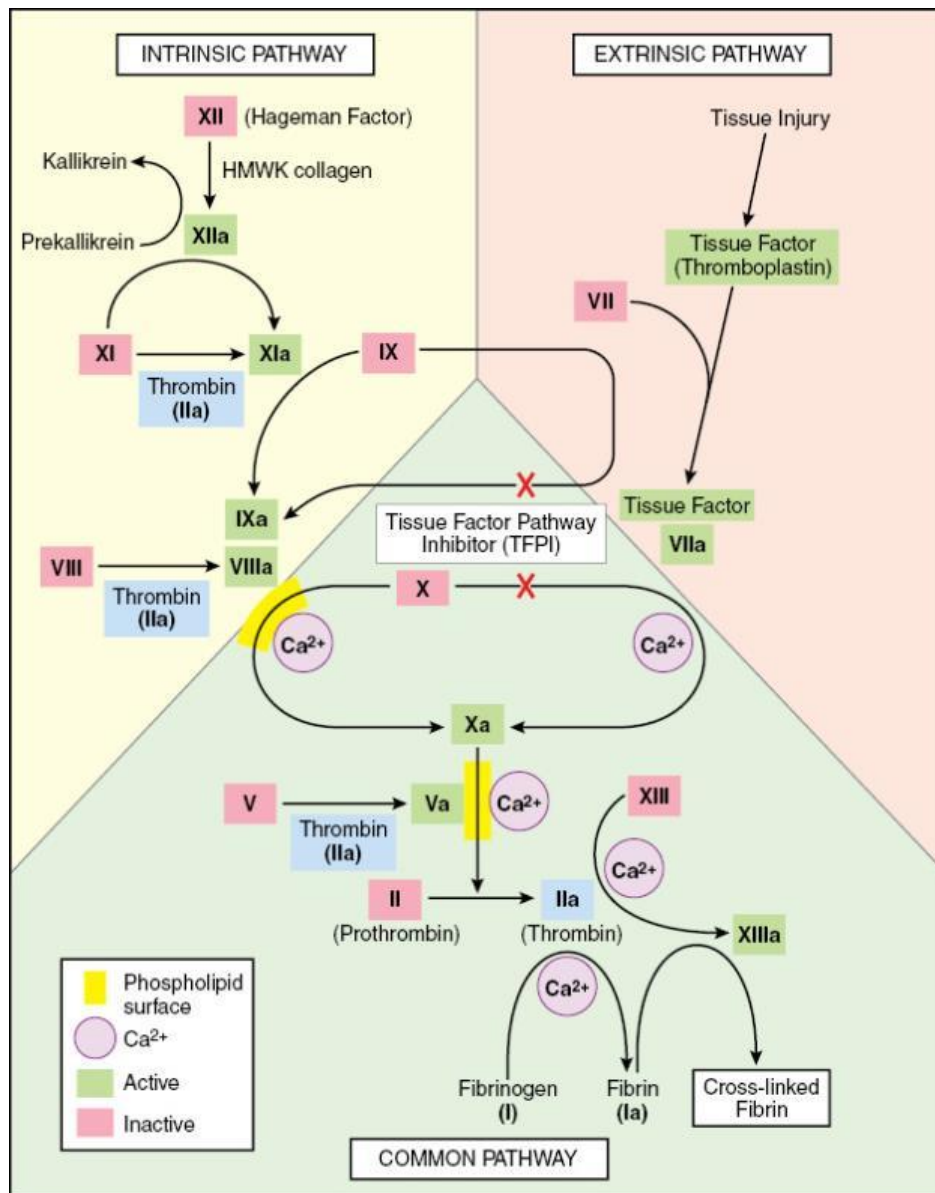 INTRINSIC PATHWAY
EXTRINSIC PATHWAY
XII (Hageman Factor)
Tissue Injury
Kallikrein
HMWK collagen
Prekallikrein
XIIa
Tissue Factor
(Thromboplastin)
VII
XI
XIa
IX
Thrombin
(IIa)
IXa
Tissue Factor Pathway
Inhibitor (TFPI)
Tissue Factor
VIIa
VIII
VIIIa
Thrombin
(IIa)
X
Ca2+
Ca2+
Xa
V
Va
Ca2+
XIII
Thrombin
(IIa)
Ca2+
II
(Prothrombin)
IIa
(Thrombin)
XIIIa
Ca2+
Fibrinogen
(I)
Fibrin
(Ia)
Cross-linked
Fibrin
Phospholipid
surface
Ca2+
Active
Inactive
COMMON PATHWAY